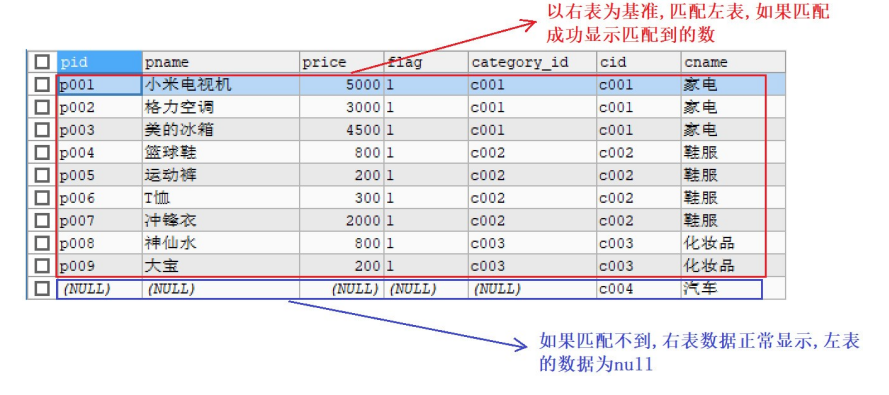 以右表为基准,匹配左表,如果匹配
成功显示匹配到的数
pid pname price flag category_id cid cname
p001 小米电视机 5000 1 c001 c001 家电
p002 格力空调 3000 1 c001 c001 家电
p003 美的冰箱 4500 1 c001 c001 家电
p004 篮球鞋 800 1 c002 c002 鞋服
p005 运动裤 200 1 c002 c002 鞋服
p006 T恤 300 1 c002 c002 鞋服
p007 冲锋衣 2000 1 c002 c002 鞋服
p008 神仙水 800 1 c003 c003 化妆品
p009 大宝 200 1 c003 c003 化妆品
(NULL) (NULL) (NULL) (NULL) (NULL) c004 汽车
如果匹配不到,右表数据正常显示,左表
的数据为null